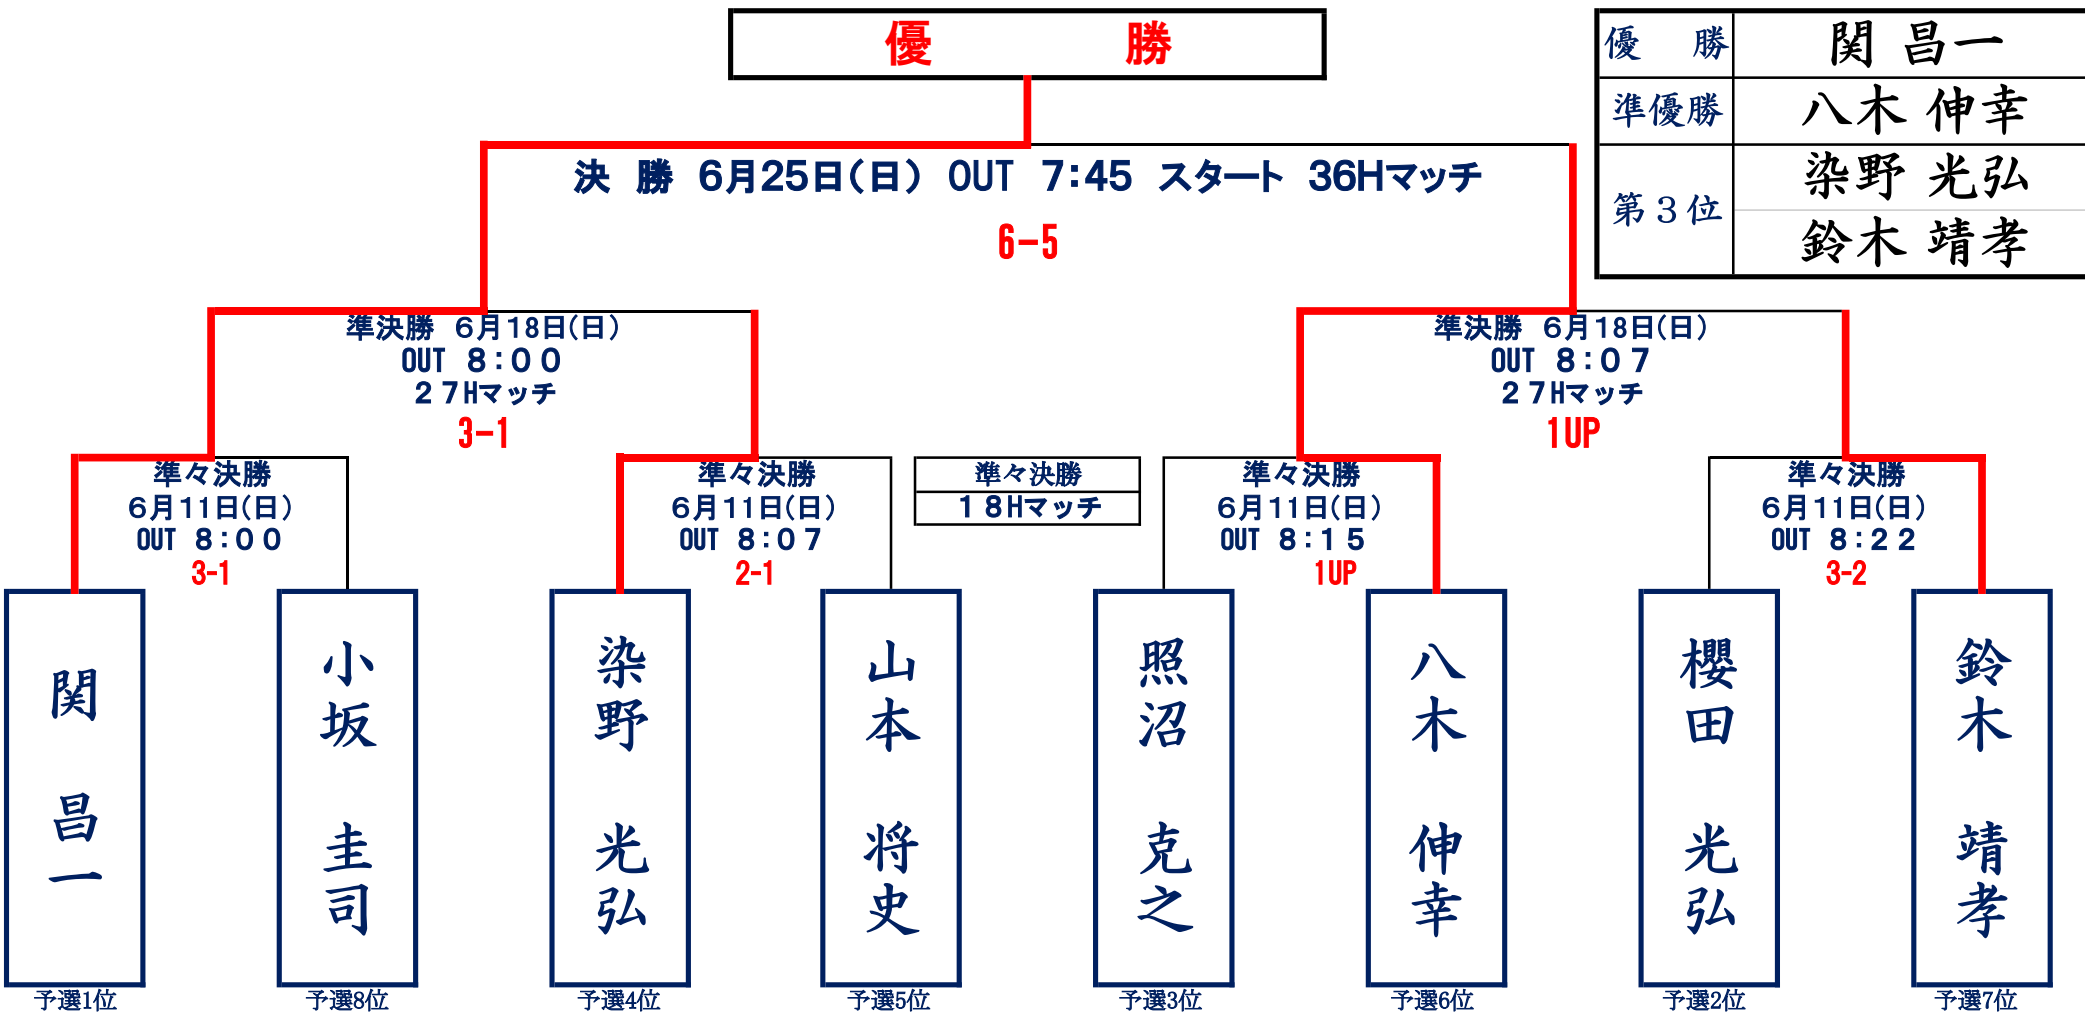 優　勝
優　勝　関 昌一
準優勝　八木 伸幸
第３位　染野 光弘
鈴木 靖孝
決　勝　６月２５日（日）　OUT　７：４５　スタート　３６Hマッチ
6-5
準決勝　６月１８日（日）
OUT　８：００
２７Hマッチ
3-1
準決勝　６月１８日（日）
OUT　８：０７
２７Hマッチ
1UP
準々決勝
６月１１日（日）
OUT　８：００
3-1
準々決勝
６月１１日（日）
OUT　８：０７
2-1
準々決勝
１８Hマッチ
準々決勝
６月１１日（日）
OUT　８：１５
1UP
準々決勝
６月１１日（日）
OUT　８：２２
3-2
関　昌一
小坂　圭司
染野　光弘
山本　将史
照沼　克之
八木　伸幸
櫻田　光弘
鈴木　靖孝
予選1位
予選8位
予選4位
予選5位
予選3位
予選6位
予選2位
予選7位